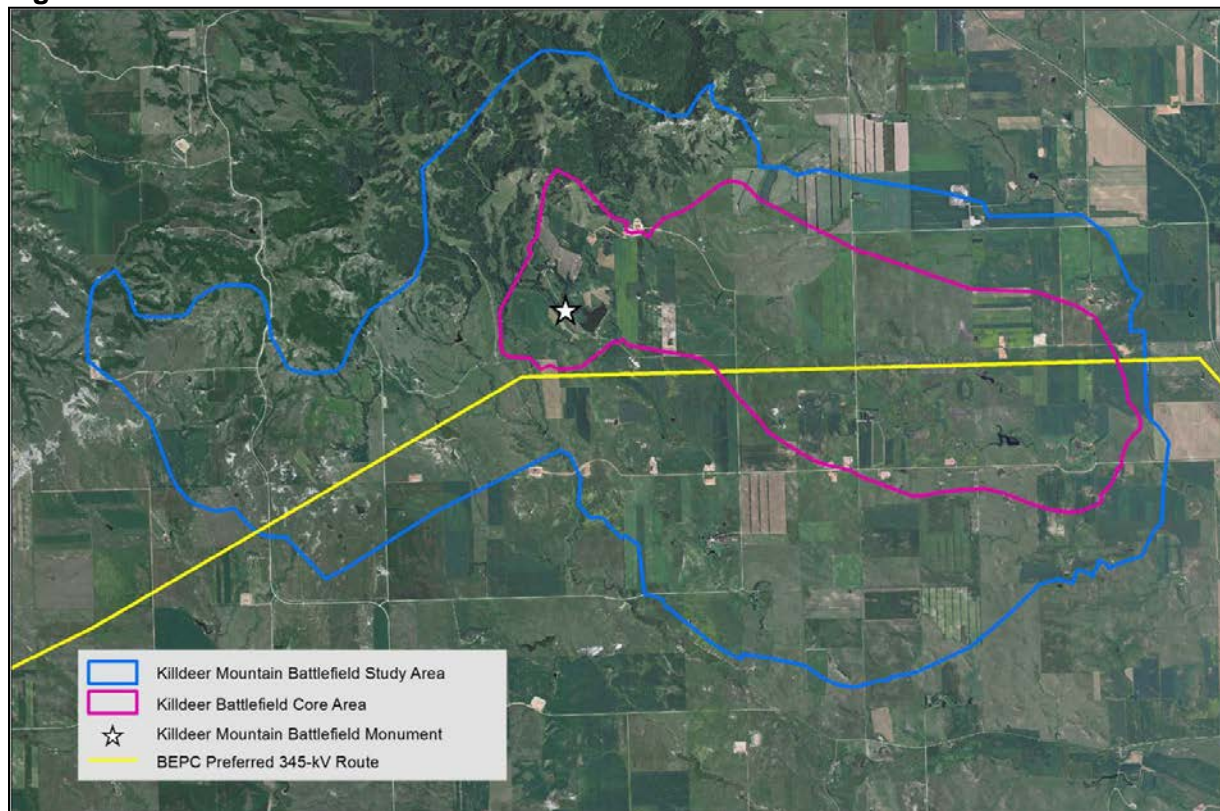 Killdeer Mountain Battlefield Study Area
Killdeer Battlefield Core Area
Killdeer Mountain Battlefield Monument
BEPC Preferred 345-kV Route